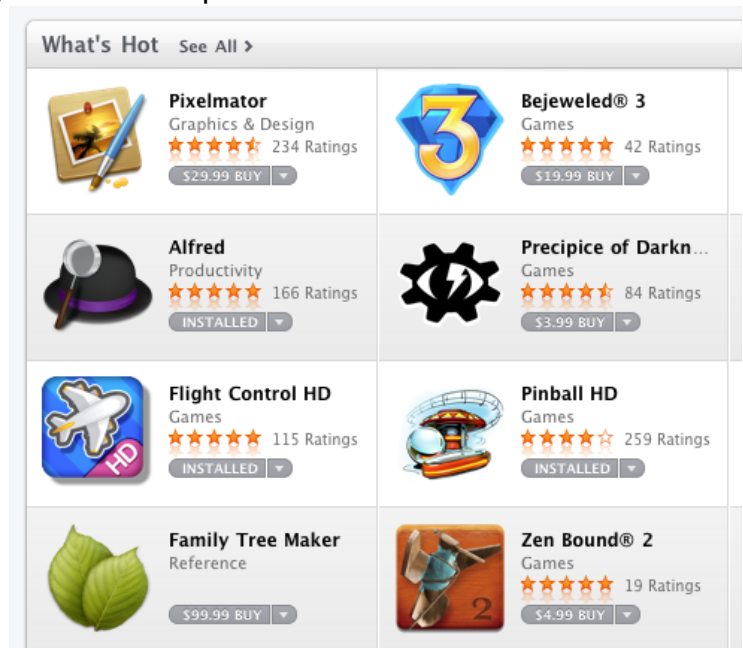 What's Hot See All >
Pixelmator
Graphics & Design
234 Ratings
$29.99 BUY
Bejeweled® 3
Games
42 Ratings
$19.99 BUY
3
Alfred
Productivity
166 Ratings
INSTALLED
Precipice of Darkn...
Games
84 Ratings
$3.99 BUY
Flight Control HD
Games
115 Ratings
INSTALLED
HD
Pinball HD
Games
259 Ratings
INSTALLED
Family Tree Maker
Reference
$99.99 BUY
Zen Bound® 2
Games
19 Ratings
$4.99 BUY
2